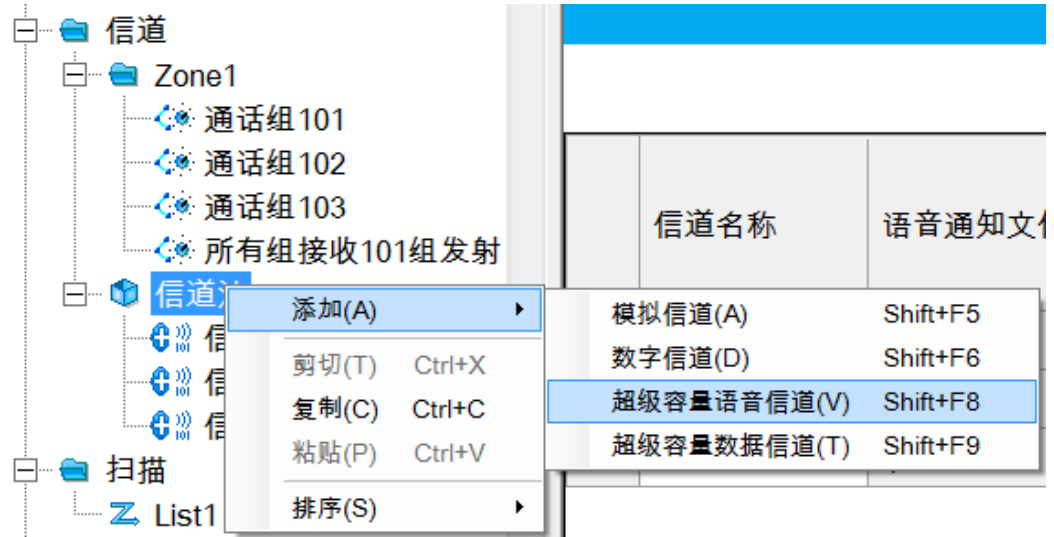 信道
Zone1
通话组101
通话组102
通话组103
所有组接收101组发射
信道
信
信
信
扫描
List1
添加(A)
剪切(T) Ctrl+X
复制(C) Ctrl+C
粘贴(P) Ctrl+V
排序(S)
模拟信道(A) Shift+F5
数字信道(D) Shift+F6
超级容量语音信道(V) Shift+F8
超级容量数据信道(T) Shift+F9
信道名称
语音通知文